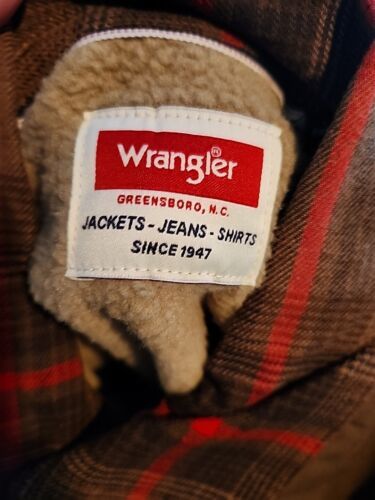 Wrangler®
GREENSBORO, N.C.
JACKETS - JEANS - SHIRTS
SINCE 1947